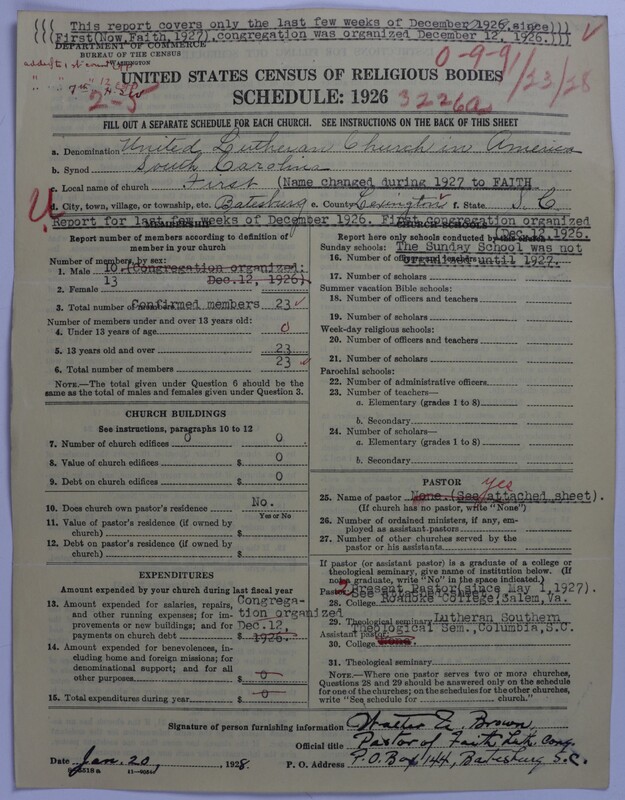 (((This report covers only the last few weeks of December 1926, since)))
(((First(Now, Faith, 1927), congregation was organized December 12, 1926.)))
DEPARTMENT OF COMMERCE
BUREAU OF THE CENSUS
WASHINGTON
0-9-9
1/23/28
2-5
UNITED STATES CENSUS OF RELIGIOUS BODIES
SCHEDULE: 1926
3226a
FILL OUT A SEPARATE SCHEDULE FOR EACH CHURCH. SEE INSTRUCTIONS ON THE BACK OF THIS SHEET
a. Denomination United Lutheran Church in America
b. Synod South Carolina
c. Local name of church First (Name changed during 1927 to FAITH
d. City, town, village, or township, etc. Batesburg e. County Lexington f. State S. C.
U.
Report for last few weeks of December 1926. First congregation organized
(Dec.12,1926.
MEMBERSHIP
Report number of members according to definition of
member in your church
Number of members by sex:
1. Male 10 (Congregation organized:
2. Female 13 Dec.12, 1926)
3. Total number of members Confirmed members 23
Number of members under and over 13 years old:
4. Under 13 years of age 0
5. 13 years old and over 23
6. Total number of members 23
NOTE.—The total given under Question 6 should be the
same as the total of males and females given under Question 3.
CHURCH BUILDINGS
See instructions, paragraphs 10 to 12
7. Number of church edifices 0 0
8. Value of church edifices $ 0
9. Debt on church edifices $ 0
10. Does church own pastor's residence No.
Yes or No
11. Value of pastor's residence (if owned by
church) $
12. Debt on pastor's residence (if owned by
church) $
EXPENDITURES
Amount expended by your church during last fiscal year
13. Amount expended for salaries, repairs,
and other running expenses; for im-
provements or new buildings; and for
payments on church debt $
Congrega-
tion organized
Dec.12,
1926.
14. Amount expended for benevolences,
including home and foreign missions; for
denominational support; and for all
other purposes $ 0
15. Total expenditures during year $ 0
CHURCH SCHOOLS
Report here only schools conducted by this church
Sunday schools: The Sunday School was not
16. Number of officers and teachers organized until 1927.
17. Number of scholars
Summer vacation Bible schools:
18. Number of officers and teachers
19. Number of scholars
Week-day religious schools:
20. Number of officers and teachers
21. Number of scholars
Parochial schools:
22. Number of administrative officers
23. Number of teachers—
a. Elementary (grades 1 to 8)
b. Secondary
24. Number of scholars—
a. Elementary (grades 1 to 8)
b. Secondary
PASTOR
yes
25. Name of pastor None. (See attached sheet).
(If church has no pastor, write "None")
26. Number of ordained ministers, if any, em-
ployed as assistant pastors
27. Number of other churches served by the
pastor or his assistants
If pastor (or assistant pastor) is a graduate of a college or
theological seminary, give name of institution below. (If
not a graduate, write "No" in the space indicated.)
Present Pastor(since May 1,1927).
28. College Roanoke College,Salem,Va.
29. Theological seminary Lutheran Southern
Theological Sem.,Columbia,S.C.
Assistant pastor:
30. College None.
31. Theological seminary
NOTE.—Where one pastor serves two or more churches,
Questions 28 and 29 should be answered only on the schedule
for one of the churches; on the schedules for the other churches,
write "See schedule for church."
Signature of person furnishing information Walter E. Brown
Official title Pastor of Faith Luth. Cong.
Date Jan. 20, , 1928 P. O. Address P.O. Box 144, Batesburg S.C.